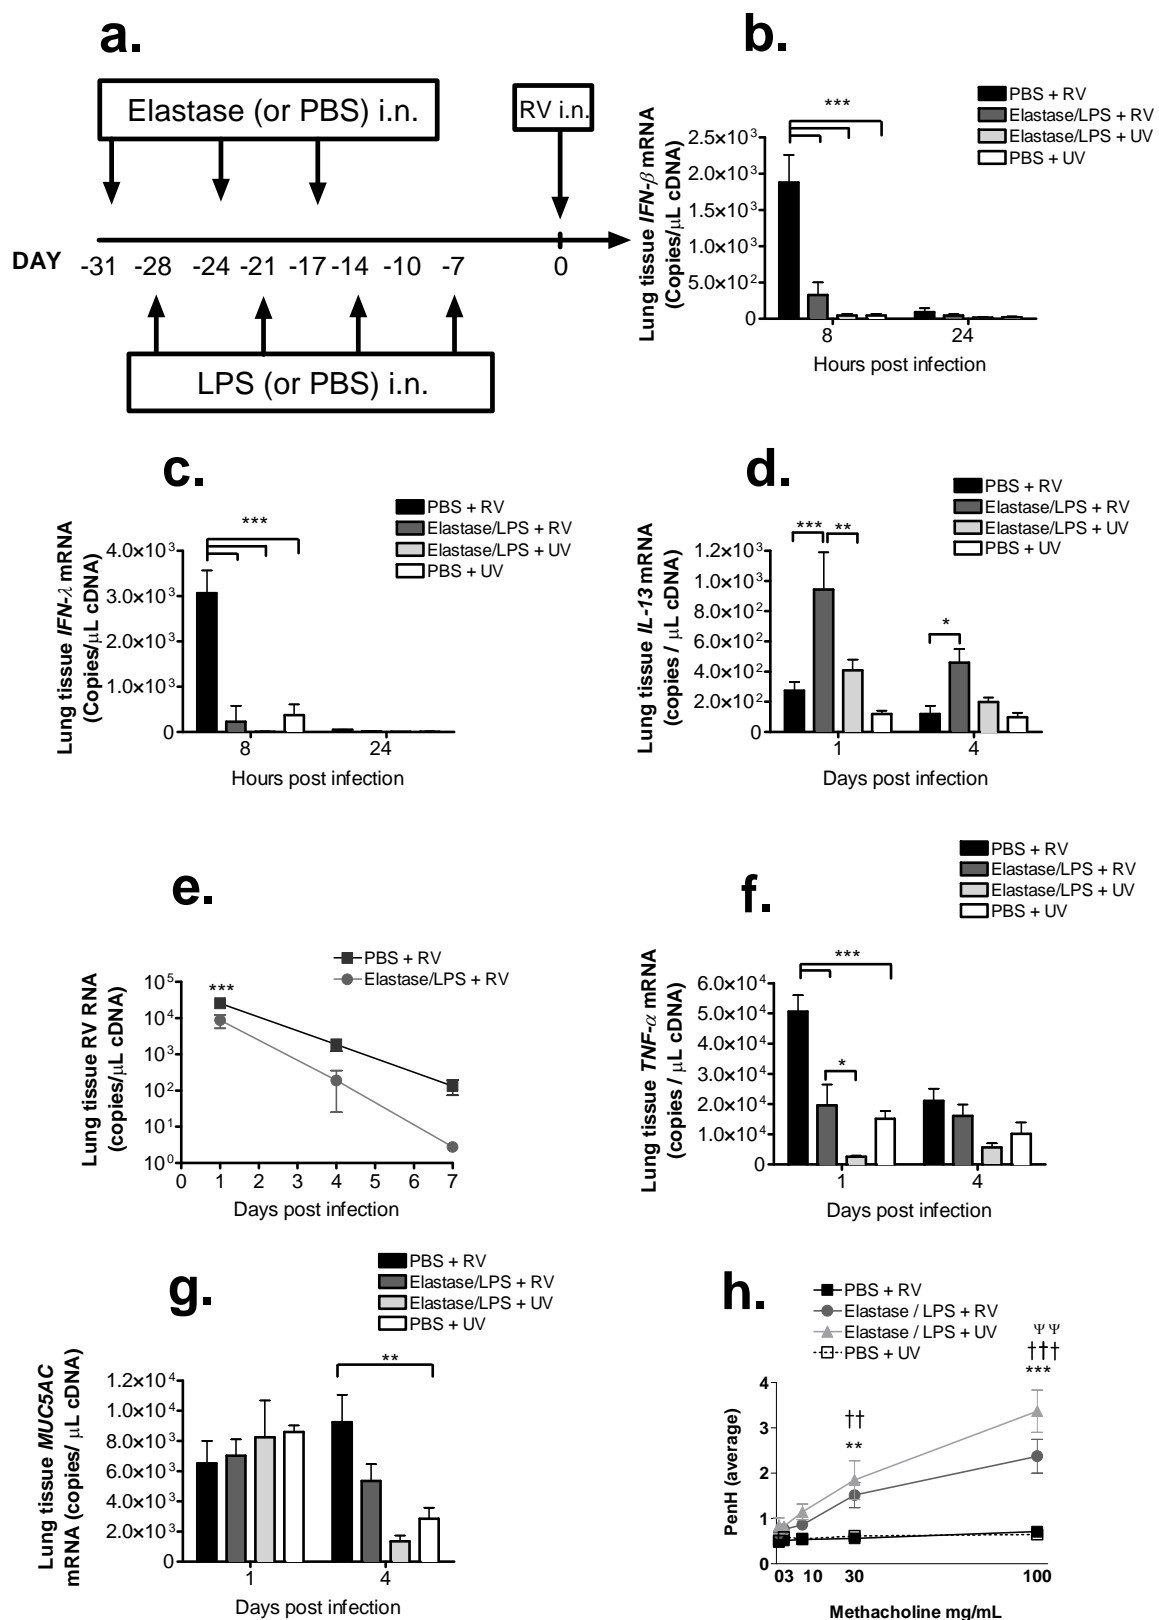 a.
Elastase (or PBS) i.n.
RV i.n.
DAY -31 -28 -24 -21 -17 -14 -10 -7 0
LPS (or PBS) i.n.
b.
PBS + RV
Elastase/LPS + RV
Elastase/LPS + UV
PBS + UV
***
Lung tissue IFN-β mRNA
(Copies/μL cDNA)
2.5×10³
2.0×10³
1.5×10³
1.0×10³
5.0×10²
0
8 24
Hours post infection
c.
PBS + RV
Elastase/LPS + RV
Elastase/LPS + UV
PBS + UV
***
Lung tissue IFN-λ mRNA
(Copies/μL cDNA)
4.0×10³
3.0×10³
2.0×10³
1.0×10³
0
8 24
Hours post infection
d.
PBS + RV
Elastase/LPS + RV
Elastase/LPS + UV
PBS + UV
*** **
*
Lung tissue IL-13 mRNA
(copies / μL cDNA)
1.2×10³
1.0×10³
8.0×10²
6.0×10²
4.0×10²
2.0×10²
0
1 4
Days post infection
e.
PBS + RV
Elastase/LPS + RV
***
Lung tissue RV RNA
(copies/μL cDNA)
10⁵
10⁴
10³
10²
10¹
10⁰
0 1 2 3 4 5 6 7
Days post infection
f.
PBS + RV
Elastase/LPS + RV
Elastase/LPS + UV
PBS + UV
***
*
Lung tissue TNF-α mRNA
(copies / μL cDNA)
6.0×10⁴
5.0×10⁴
4.0×10⁴
3.0×10⁴
2.0×10⁴
1.0×10⁴
0
1 4
Days post infection
g.
PBS + RV
Elastase/LPS + RV
Elastase/LPS + UV
PBS + UV
**
Lung tissue MUC5AC
mRNA (copies/ μL cDNA)
1.2×10⁴
1.0×10⁴
8.0×10³
6.0×10³
4.0×10³
2.0×10³
0
1 4
Days post infection
h.
PBS + RV
Elastase / LPS + RV
Elastase / LPS + UV
PBS + UV
ΨΨ
†††
***
††
**
PenH (average)
4
3
2
1
0
03 10 30 100
Methacholine mg/mL